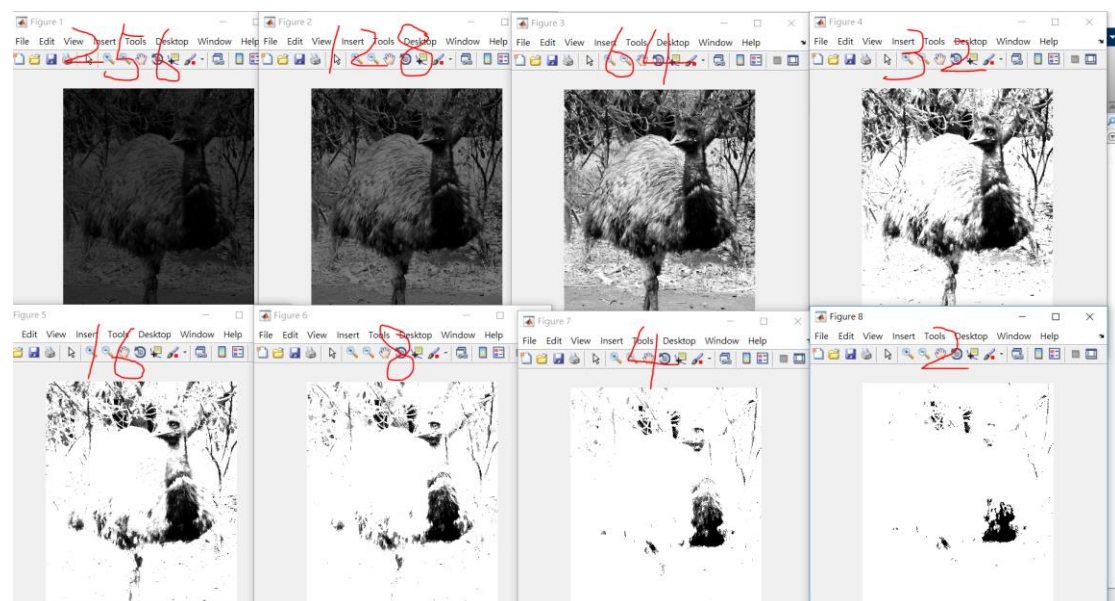 Figure 1
File Edit View Insert Tools Desktop Window Help
256
Figure 2
File Edit View Insert Tools Desktop Window Help
128
Figure 3
File Edit View Insert Tools Desktop Window Help
64
Figure 4
File Edit View Insert Tools Desktop Window Help
32
Figure 5
Edit View Insert Tools Desktop Window Help
16
Figure 6
File Edit View Insert Tools Desktop Window Help
8
Figure 7
File Edit View Insert Tools Desktop Window Help
4
Figure 8
File Edit View Insert Tools Desktop Window Help
2